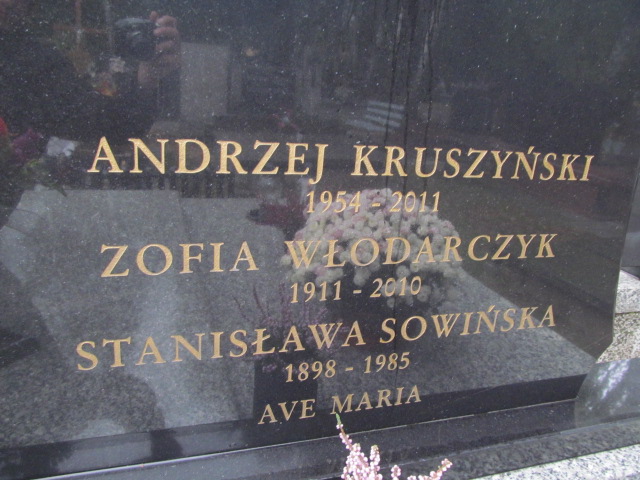 ANDRZEJ KRUSZYŃSKI
1954 - 2011
ZOFIA WŁODARCZYK
1911 - 2010
STANISŁAWA SOWIŃSKA
1898 - 1985
AVE MARIA